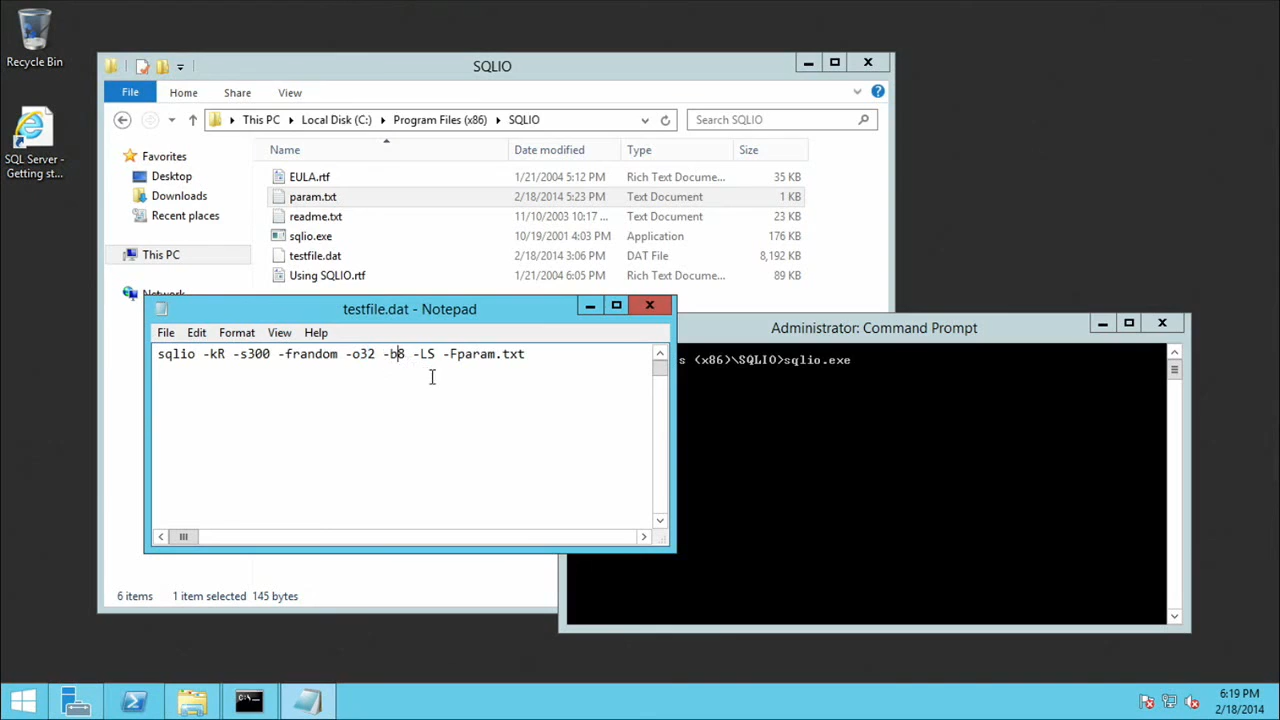 Recycle Bin
SQL Server -
Getting st...
SQLIO
File Home Share View
This PC Local Disk (C:) Program Files (x86) SQLIO
Search SQLIO
Favorites
Desktop
Downloads
Recent places
This PC
Network
Name Date modified Type Size
EULA.rtf 1/21/2004 5:12 PM Rich Text Docume... 35 KB
param.txt 2/18/2014 5:23 PM Text Document 1 KB
readme.txt 11/10/2003 10:17 ... Text Document 23 KB
sqlio.exe 10/19/2001 4:03 PM Application 176 KB
testfile.dat 2/18/2014 3:06 PM DAT File 8,192 KB
Using SQLIO.rtf 1/21/2004 6:05 PM Rich Text Docume... 89 KB
testfile.dat - Notepad
File Edit Format View Help
sqlio -kR -s300 -frandom -o32 -b8 -LS -Fparam.txt
Administrator: Command Prompt
s (x86)\SQLIO>sqlio.exe
6 items 1 item selected 145 bytes
6:19 PM
2/18/2014